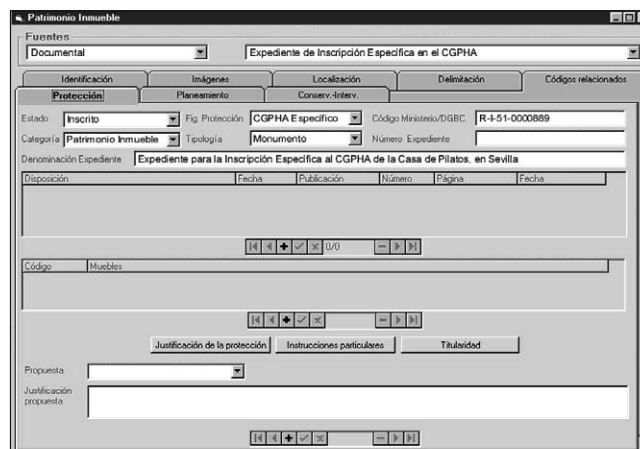 Patrimonio Inmueble
Fuentes
Documental Expediente de Inscripción Específica en el CGPHA
Identificación Imágenes Localización Delimitación Códigos relacionados
Protección Planeamiento Conserv.-Interv.
Estado Inscrito Fig. Protección CGPHA Específico Código Ministerio/DGBC R-I-51-0000889
Categoría Patrimonio Inmueble Tipología Monumento Número Expediente
Denominación Expediente Expediente para la Inscripción Específica al CGPHA de la Casa de Pilatos, en Sevilla
Disposición Fecha Publicación Número Página Fecha
0/0
Código Muebles
Justificación de la protección Instrucciones particulares Titularidad
Propuesta
Justificación
propuesta